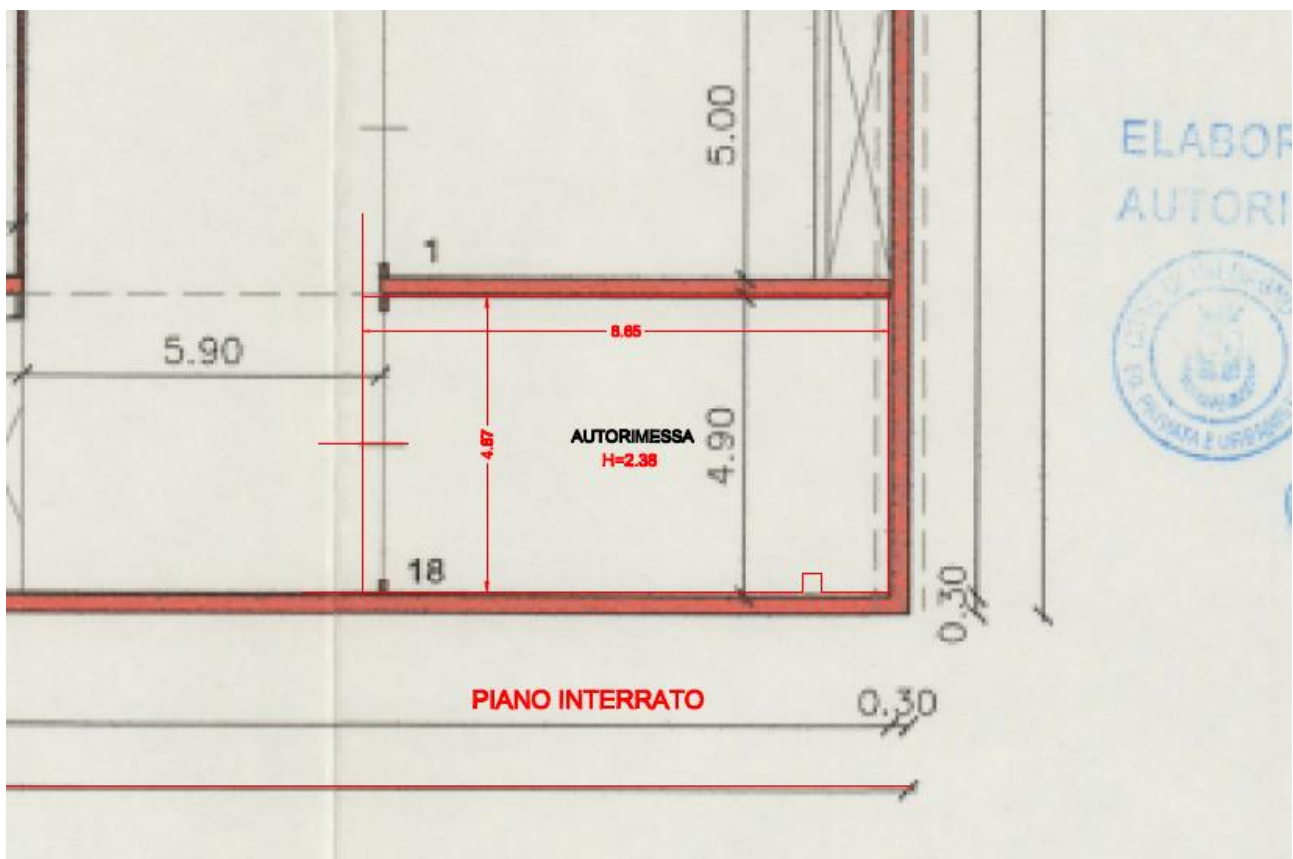 5.00
ELABOR
AUTORI
1
8.65
5.90
4.87
AUTORIMESSA
H=2.38
4.90
18
0.30
PIANO INTERRATO
0.30